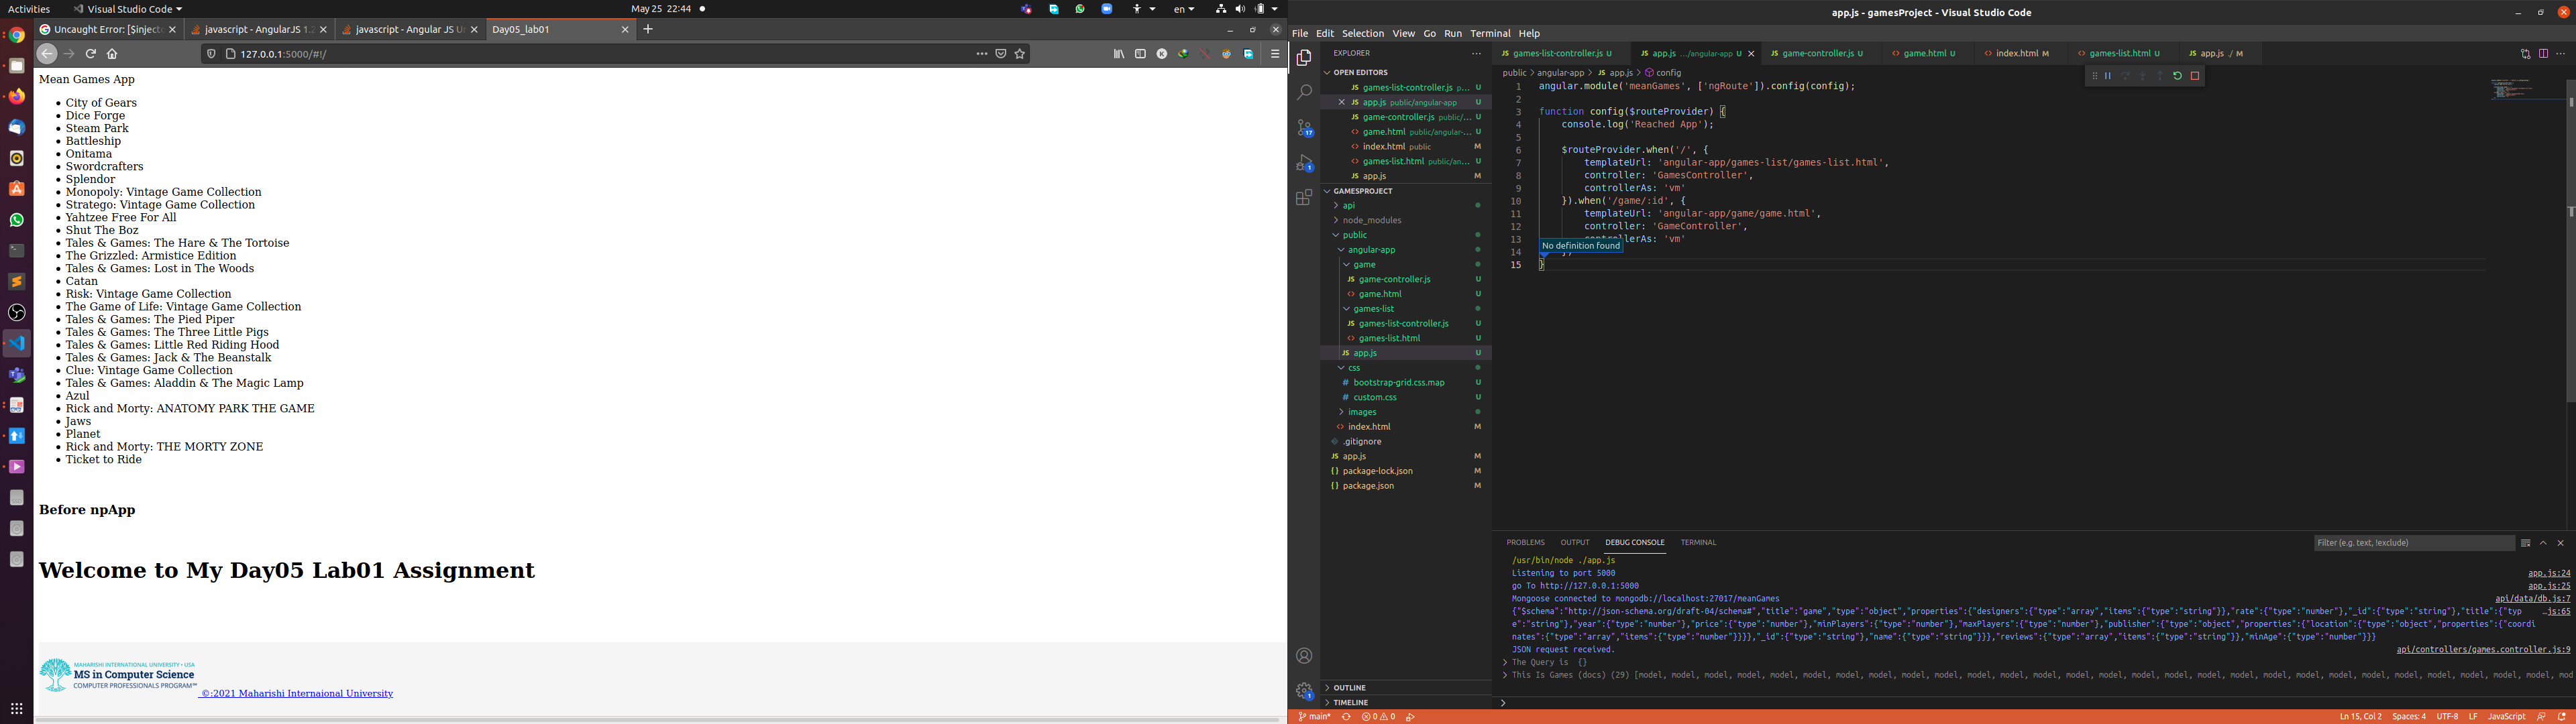 Activities
Visual Studio Code
May 25 22:44
en
Uncaught Error: [$injecto
javascript - AngularJS 1.2
javascript - Angular JS Un
Day05_lab01
127.0.0.1:5000/#!/
Mean Games App
City of Gears
Dice Forge
Steam Park
Battleship
Onitama
Swordcrafters
Splendor
Monopoly: Vintage Game Collection
Stratego: Vintage Game Collection
Yahtzee Free For All
Shut The Boz
Tales & Games: The Hare & The Tortoise
The Grizzled: Armistice Edition
Tales & Games: Lost in The Woods
Catan
Risk: Vintage Game Collection
The Game of Life: Vintage Game Collection
Tales & Games: The Pied Piper
Tales & Games: The Three Little Pigs
Tales & Games: Little Red Riding Hood
Tales & Games: Jack & The Beanstalk
Clue: Vintage Game Collection
Tales & Games: Aladdin & The Magic Lamp
Azul
Rick and Morty: ANATOMY PARK THE GAME
Jaws
Planet
Rick and Morty: THE MORTY ZONE
Ticket to Ride
Before npApp
Welcome to My Day05 Lab01 Assignment
MAHARISHI INTERNATIONAL UNIVERSITY • USA
MS in Computer Science
COMPUTER PROFESSIONALS PROGRAM℠
©:2021 Maharishi Internaional University
app.js - gamesProject - Visual Studio Code
File Edit Selection View Go Run Terminal Help
EXPLORER
OPEN EDITORS
games-list-controller.js p... U
app.js public/angular-app U
game-controller.js public/... U
game.html public/angular-... U
index.html public M
games-list.html public/an... U
app.js M
GAMESPROJECT
api
node_modules
public
angular-app
game
game-controller.js U
game.html U
games-list
games-list-controller.js U
games-list.html U
app.js U
css
bootstrap-grid.css.map U
custom.css U
images
index.html M
.gitignore
app.js M
package-lock.json M
package.json M
OUTLINE
TIMELINE
games-list-controller.js U
app.js .../angular-app U
game-controller.js U
game.html U
index.html M
games-list.html U
app.js ./ M
public > angular-app > app.js > config
1 angular.module('meanGames', ['ngRoute']).config(config);
2
3 function config($routeProvider) {
4 console.log('Reached App');
5
6 $routeProvider.when('/', {
7 templateUrl: 'angular-app/games-list/games-list.html',
8 controller: 'GamesController',
9 controllerAs: 'vm'
10 }).when('/game/:id', {
11 templateUrl: 'angular-app/game/game.html',
12 controller: 'GameController',
13 controllerAs: 'vm'
No definition found
14 })
15 }
PROBLEMS OUTPUT DEBUG CONSOLE TERMINAL
Filter (e.g. text, !exclude)
/usr/bin/node ./app.js
Listening to port 5000 app.js:24
go To http://127.0.0.1:5000 app.js:25
Mongoose connected to mongodb://localhost:27017/meanGames api/data/db.js:7
{"$schema":"http://json-schema.org/draft-04/schema#","title":"game","type":"object","properties":{"designers":{"type":"array","items":{"type":"string"}},"rate":{"type":"number"},"_id":{"type":"string"},"title":{"typ …js:65
e":"string"},"year":{"type":"number"},"price":{"type":"number"},"minPlayers":{"type":"number"},"maxPlayers":{"type":"number"},"publisher":{"type":"object","properties":{"location":{"type":"object","properties":{"coordi
nates":{"type":"array","items":{"type":"number"}}}},"_id":{"type":"string"},"name":{"type":"string"}}},"reviews":{"type":"array","items":{"type":"string"}},"minAge":{"type":"number"}}}
JSON request received. api/controllers/games.controller.js:9
The Query is {}
This Is Games (docs) (29) [model, model, model, model, model, model, model, model, model, model, model, model, model, model, model, model, model, model, model, model, model, model, model, model, model, model, model, model, mod
main* 0 0
Ln 15, Col 2 Spaces: 4 UTF-8 LF JavaScript